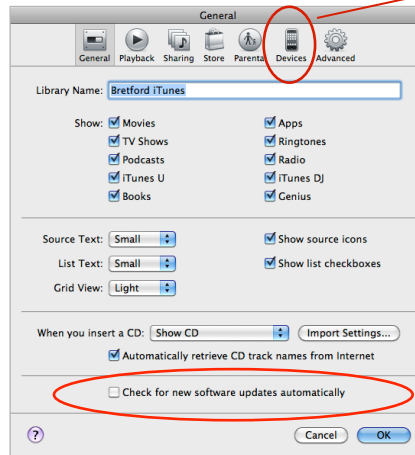 General
General Playback Sharing Store Parental Devices Advanced
Library Name: Bretford iTunes
Show: Movies Apps
TV Shows Ringtones
Podcasts Radio
iTunes U iTunes DJ
Books Genius
Source Text: Small Show source icons
List Text: Small Show list checkboxes
Grid View: Light
When you insert a CD: Show CD Import Settings...
Automatically retrieve CD track names from Internet
Check for new software updates automatically
? Cancel OK